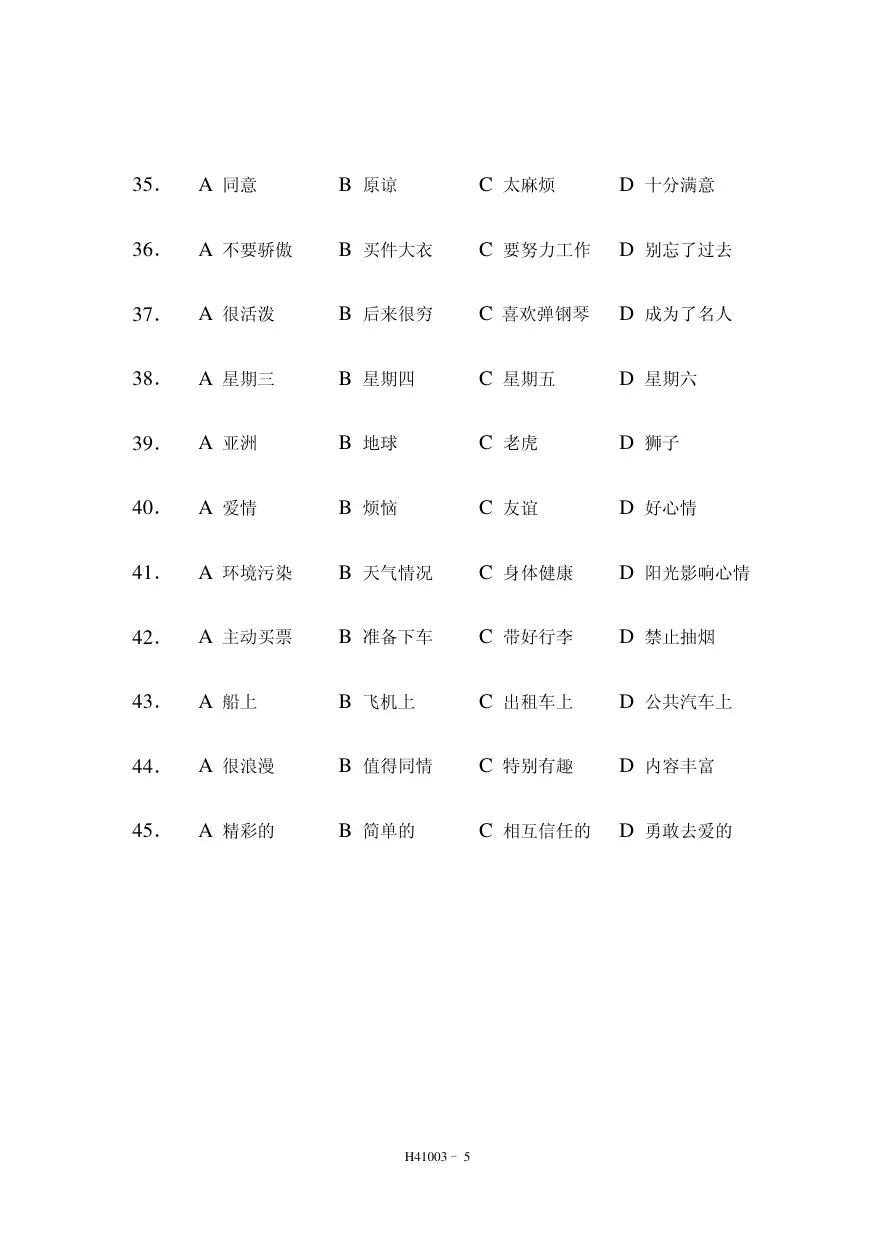 35． A 同意 B 原谅 C 太麻烦 D 十分满意
36． A 不要骄傲 B 买件大衣 C 要努力工作 D 别忘了过去
37． A 很活泼 B 后来很穷 C 喜欢弹钢琴 D 成为了名人
38． A 星期三 B 星期四 C 星期五 D 星期六
39． A 亚洲 B 地球 C 老虎 D 狮子
40． A 爱情 B 烦恼 C 友谊 D 好心情
41． A 环境污染 B 天气情况 C 身体健康 D 阳光影响心情
42． A 主动买票 B 准备下车 C 带好行李 D 禁止抽烟
43． A 船上 B 飞机上 C 出租车上 D 公共汽车上
44． A 很浪漫 B 值得同情 C 特别有趣 D 内容丰富
45． A 精彩的 B 简单的 C 相互信任的 D 勇敢去爱的
H41003－ 5